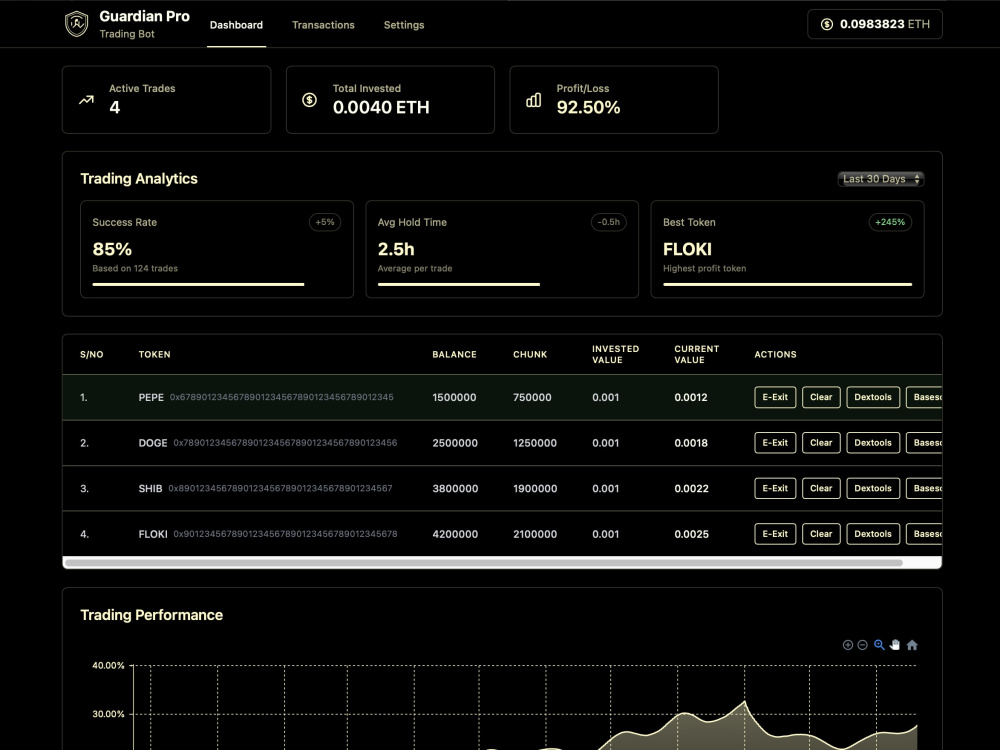 Guardian Pro
Trading Bot
Dashboard
Transactions
Settings
0.0983823 ETH
Active Trades
4
Total Invested
0.0040 ETH
Profit/Loss
92.50%
Trading Analytics
Last 30 Days
Success Rate
+5%
85%
Based on 124 trades
Avg Hold Time
-0.5h
2.5h
Average per trade
Best Token
+245%
FLOKI
Highest profit token
S/NO TOKEN BALANCE CHUNK INVESTED VALUE CURRENT VALUE ACTIONS
1. PEPE 0x6789012345678901234567890123456789012345 1500000 750000 0.001 0.0012 E-Exit Clear Dextools Basesc
2. DOGE 0x7890123456789012345678901234567890123456 2500000 1250000 0.001 0.0018 E-Exit Clear Dextools Basesc
3. SHIB 0x8901234567890123456789012345678901234567 3800000 1900000 0.001 0.0022 E-Exit Clear Dextools Basesc
4. FLOKI 0x9012345678901234567890123456789012345678 4200000 2100000 0.001 0.0025 E-Exit Clear Dextools Basesc
Trading Performance
40.00%
30.00%